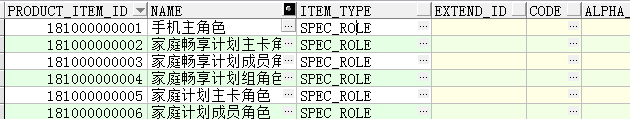 PRODUCT_ITEM_ID NAME ITEM_TYPE EXTEND_ID CODE ALPHA_
181000000001 手机主角色 SPEC_ROLE
181000000002 家庭畅享计划主卡角 SPEC_ROLE
181000000003 家庭畅享计划成员角 SPEC_ROLE
181000000004 家庭畅享计划组角色 SPEC_ROLE
181000000005 家庭计划主卡角色 SPEC_ROLE
181000000006 家庭计划成员角色 SPEC_ROLE